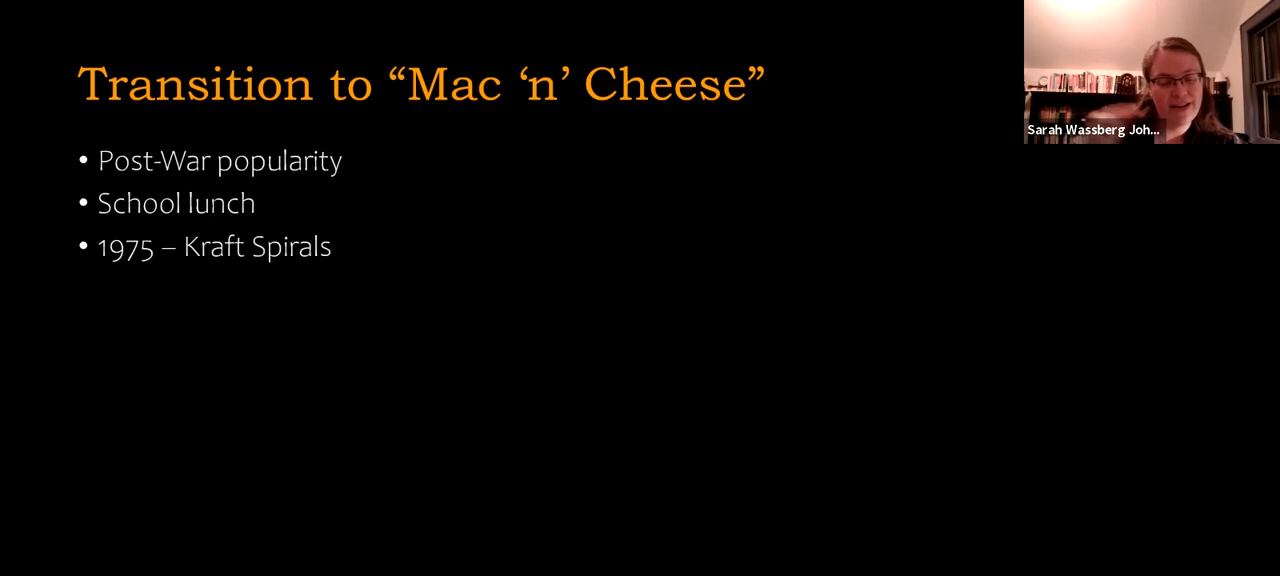 Transition to “Mac ‘n’ Cheese”
• Post-War popularity
• School lunch
• 1975 – Kraft Spirals
Sarah Wassberg Joh...